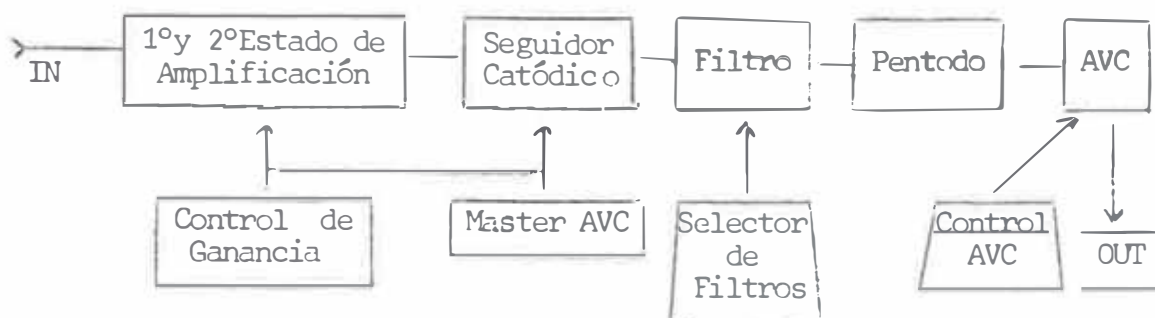 IN
1°y 2°Estado de
Amplificación
Seguidor
Catódico
Filtro
Pentodo
AVC
Control de
Ganancia
Master AVC
Selector
de
Filtros
Control
AVC
OUT